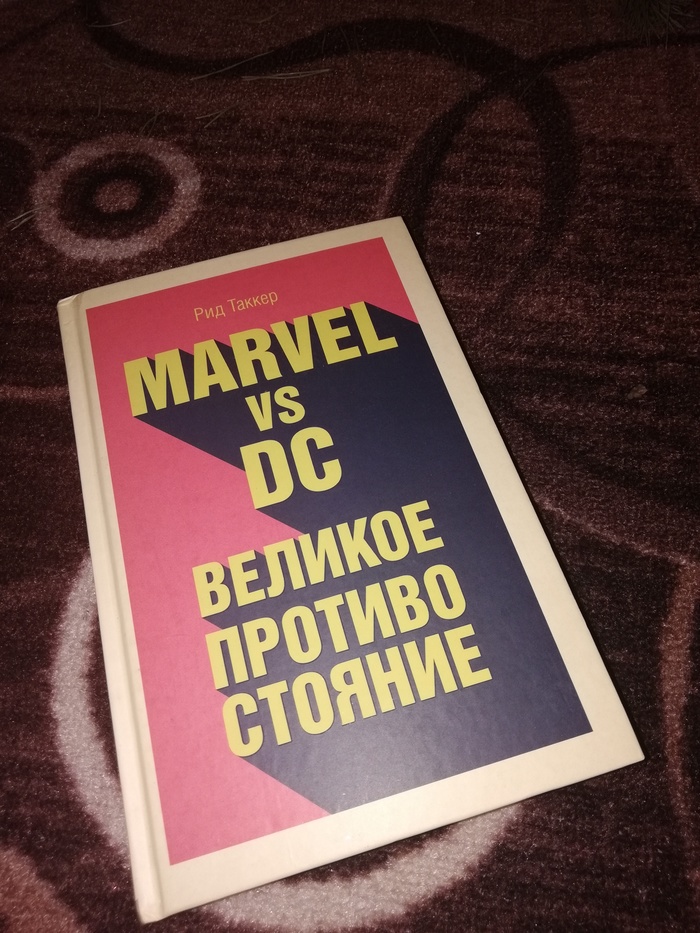 Рид Таккер
MARVEL
VS
DC
ВЕЛИКОЕ
ПРОТИВО
СТОЯНИЕ